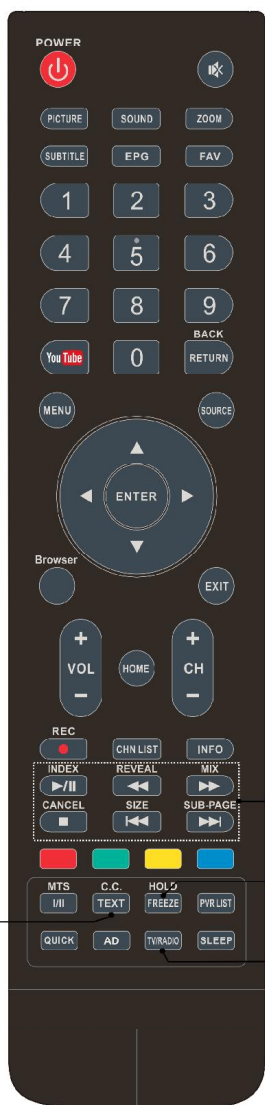 POWER
PICTURE SOUND ZOOM
SUBTITLE EPG FAV
1 2 3
4 5 6
7 8 9
BACK
YouTube 0 RETURN
MENU SOURCE
ENTER
Browser
EXIT
+ +
VOL HOME CH
- -
REC
CHN LIST INFO
INDEX REVEAL MIX
CANCEL SIZE SUB-PAGE
MTS C.C. HOLD
I/II TEXT FREEZE PVR LIST
QUICK AD TV/RADIO SLEEP